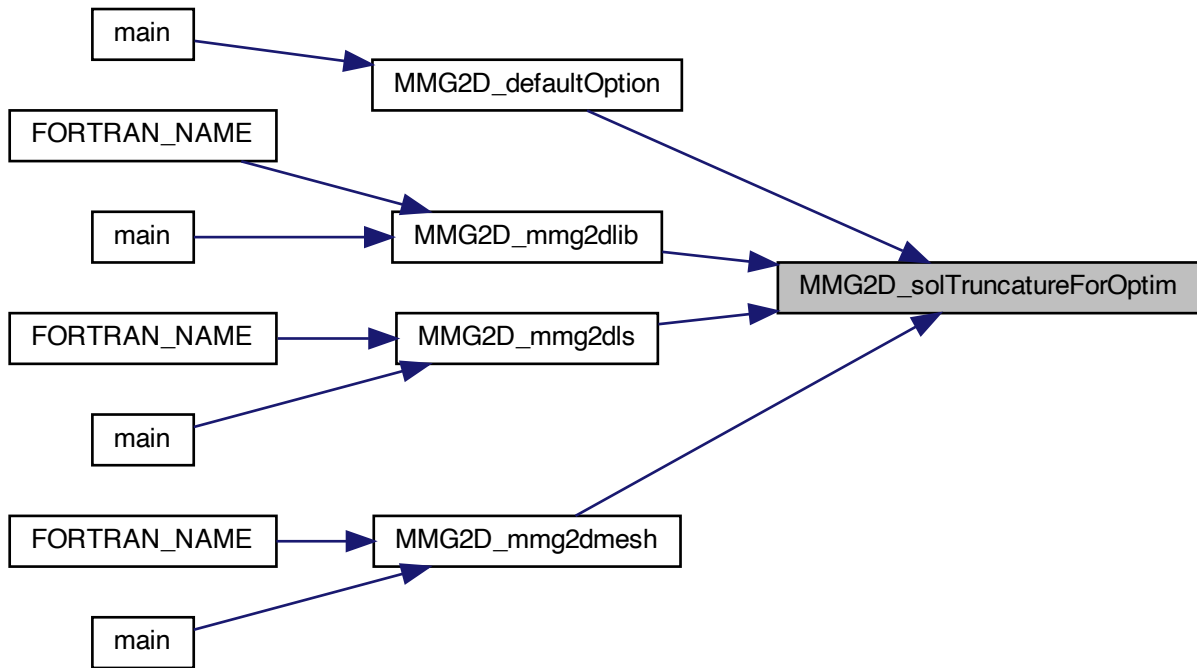 main
MMG2D_defaultOption
FORTRAN_NAME
main
MMG2D_mmg2dlib
MMG2D_solTruncatureForOptim
FORTRAN_NAME
MMG2D_mmg2dls
main
FORTRAN_NAME
MMG2D_mmg2dmesh
main